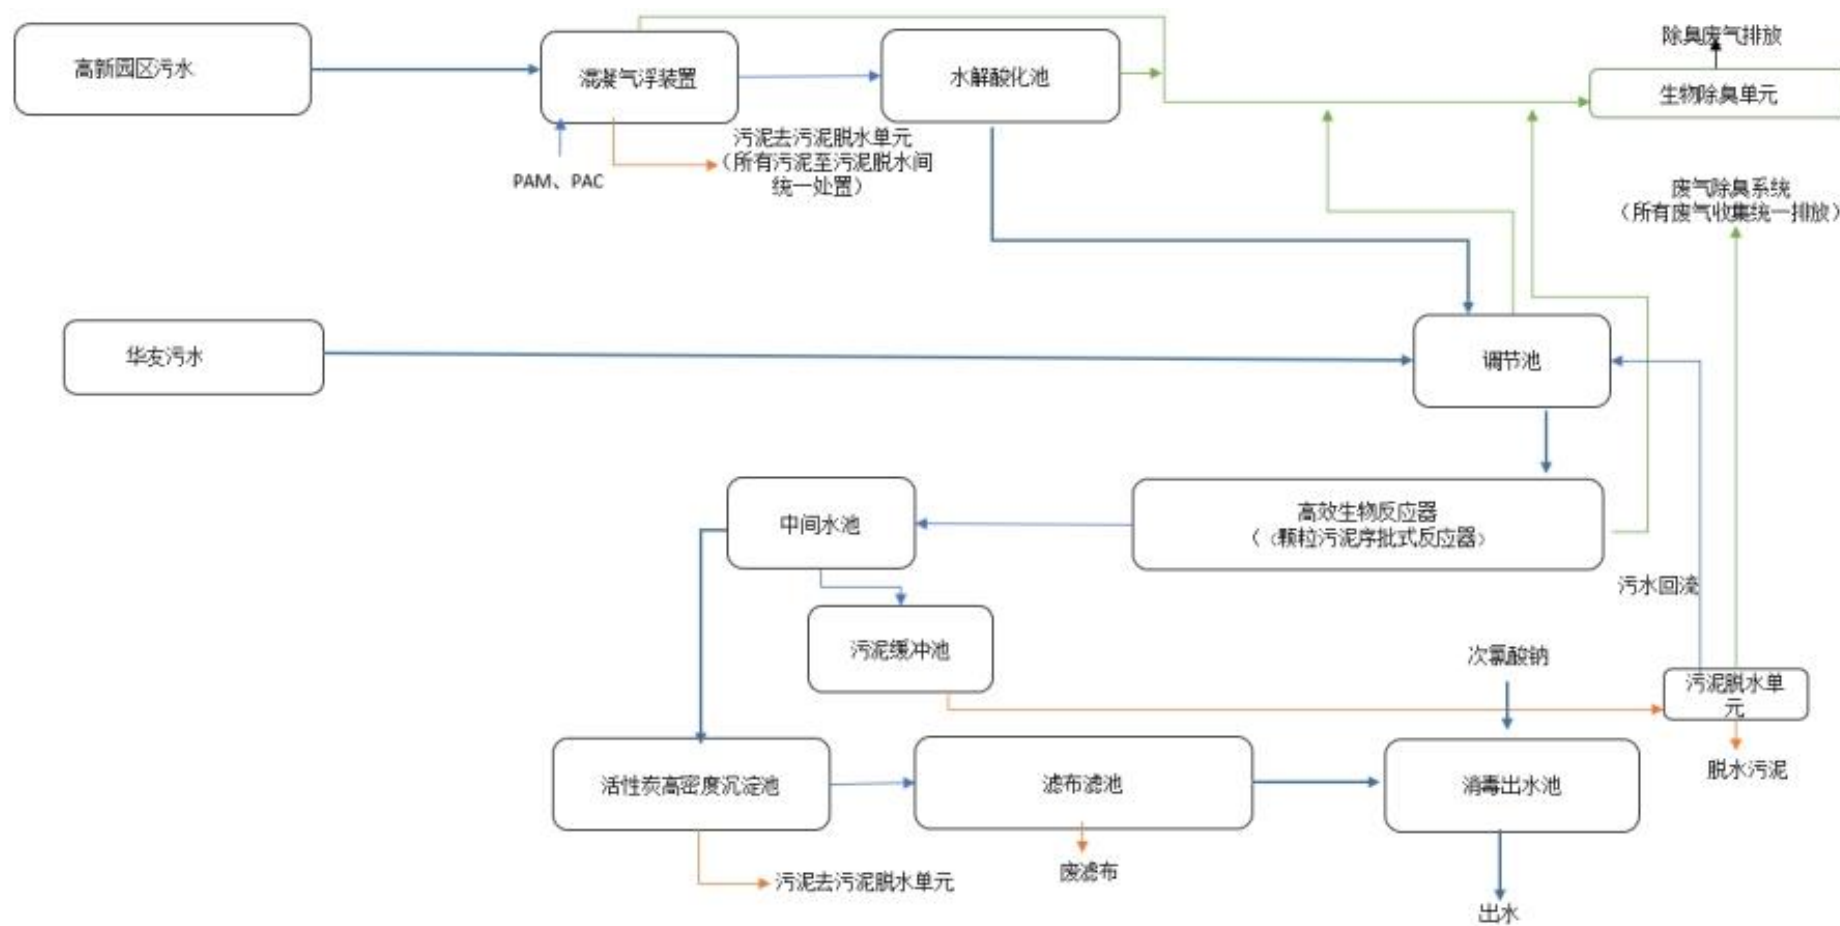 除臭废气排放
高新园区污水
混凝气浮装置
水解酸化池
生物除臭单元
PAM、PAC
污泥去污泥脱水单元
（所有污泥至污泥脱水间
统一处置）
废气除臭系统
（所有废气收集统一排放）
华友污水
调节池
中间水池
高效生物反应器
（（颗粒污泥序批式反应器）
污水回流
污泥缓冲池
次氯酸钠
污泥脱水单
元
脱水污泥
活性炭高密度沉淀池
滤布滤池
消毒出水池
污泥去污泥脱水单元
废滤布
出水